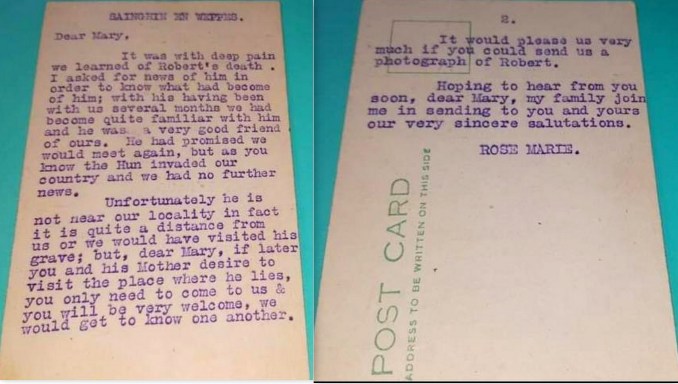 SAINGHIN EN WEPPES.
Dear Mary,
It was with deep pain
we learned of Robert's death .
I asked for news of him in
order to know what had become
of him; with his having been
with us several months we had
become quite familiar with him
and he was a very good friend
of ours. He had promised we
would meet again, but as you
know the Hun invaded our
country and we had no further
news.
Unfortunately he is
not near our locality in fact
it is quite a distance from
us or we would have visited his
grave; but, dear Mary, if later
you and his Mother desire to
visit the place where he lies,
you only need to come to us &
you will be very welcome, we
would get to know one another.
2.
It would please us very
much if you could send us a
photograph of Robert.
Hoping to hear from you
soon, dear Mary, my family join
me in sending to you and yours
our very sincere salutations.
ROSE MARIE.
POST CARD
ADDRESS TO BE WRITTEN ON THIS SIDE